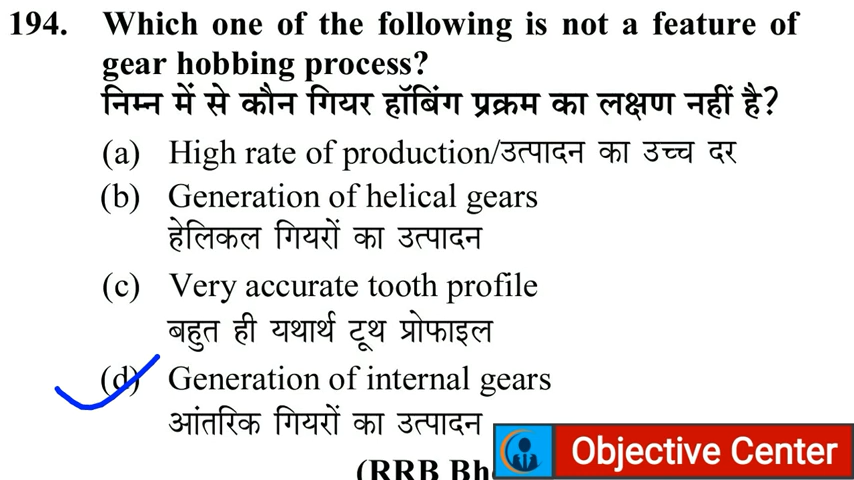 194. Which one of the following is not a feature of
gear hobbing process?
निम्न में से कौन गियर हॉबिंग प्रक्रम का लक्षण नहीं है?
(a) High rate of production/उत्पादन का उच्च दर
(b) Generation of helical gears
हेलिकल गियरों का उत्पादन
(c) Very accurate tooth profile
बहुत ही यथार्थ टूथ प्रोफाइल
(d) Generation of internal gears
आंतरिक गियरों का उत्पादन
(RRB
Objective Center